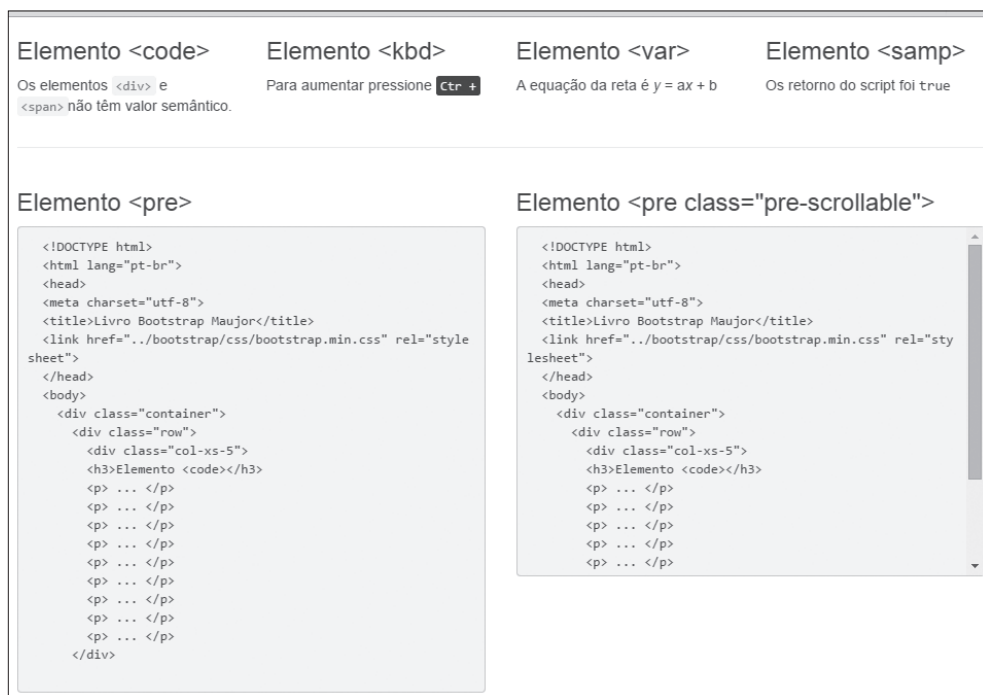 Elemento <code>
Os elementos <div> e
<span> não têm valor semântico.
Elemento <kbd>
Para aumentar pressione Ctr +
Elemento <var>
A equação da reta é y = ax + b
Elemento <samp>
Os retorno do script foi true
Elemento <pre>
<!DOCTYPE html>
<html lang="pt-br">
<head>
<meta charset="utf-8">
<title>Livro Bootstrap Maujor</title>
<link href="../bootstrap/css/bootstrap.min.css" rel="style
sheet">
</head>
<body>
<div class="container">
<div class="row">
<div class="col-xs-5">
<h3>Elemento <code></h3>
<p> ... </p>
<p> ... </p>
<p> ... </p>
<p> ... </p>
<p> ... </p>
<p> ... </p>
<p> ... </p>
<p> ... </p>
<p> ... </p>
</div>
Elemento <pre class="pre-scrollable">
<!DOCTYPE html>
<html lang="pt-br">
<head>
<meta charset="utf-8">
<title>Livro Bootstrap Maujor</title>
<link href="../bootstrap/css/bootstrap.min.css" rel="sty
lesheet">
</head>
<body>
<div class="container">
<div class="row">
<div class="col-xs-5">
<h3>Elemento <code></h3>
<p> ... </p>
<p> ... </p>
<p> ... </p>
<p> ... </p>
<p> ... </p>